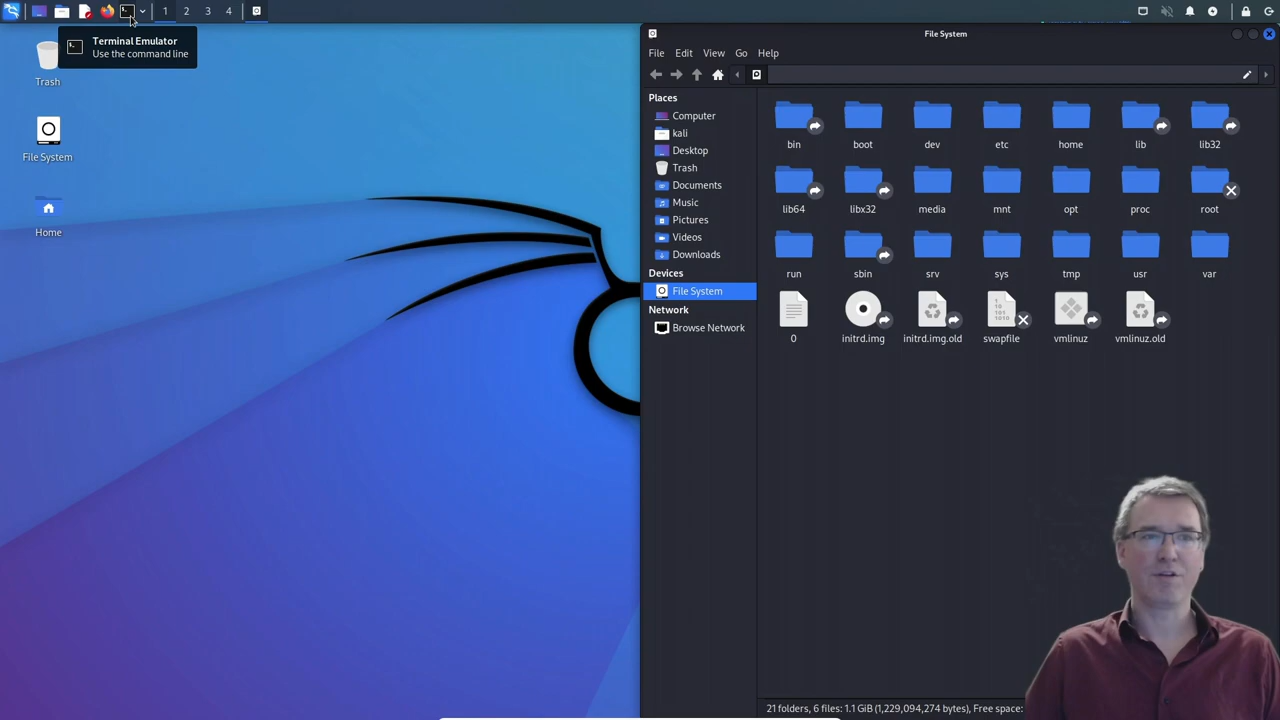 1 2 3 4
Terminal Emulator
Use the command line
Trash
File System
Home
File System
File Edit View Go Help
Places
Computer
kali
Desktop
Trash
Documents
Music
Pictures
Videos
Downloads
Devices
File System
Network
Browse Network
bin boot dev etc home lib lib32
lib64 libx32 media mnt opt proc root
run sbin srv sys tmp usr var
0 initrd.img initrd.img.old swapfile vmlinuz vmlinuz.old
21 folders, 6 files: 1.1 GiB (1,229,094,274 bytes), Free space: